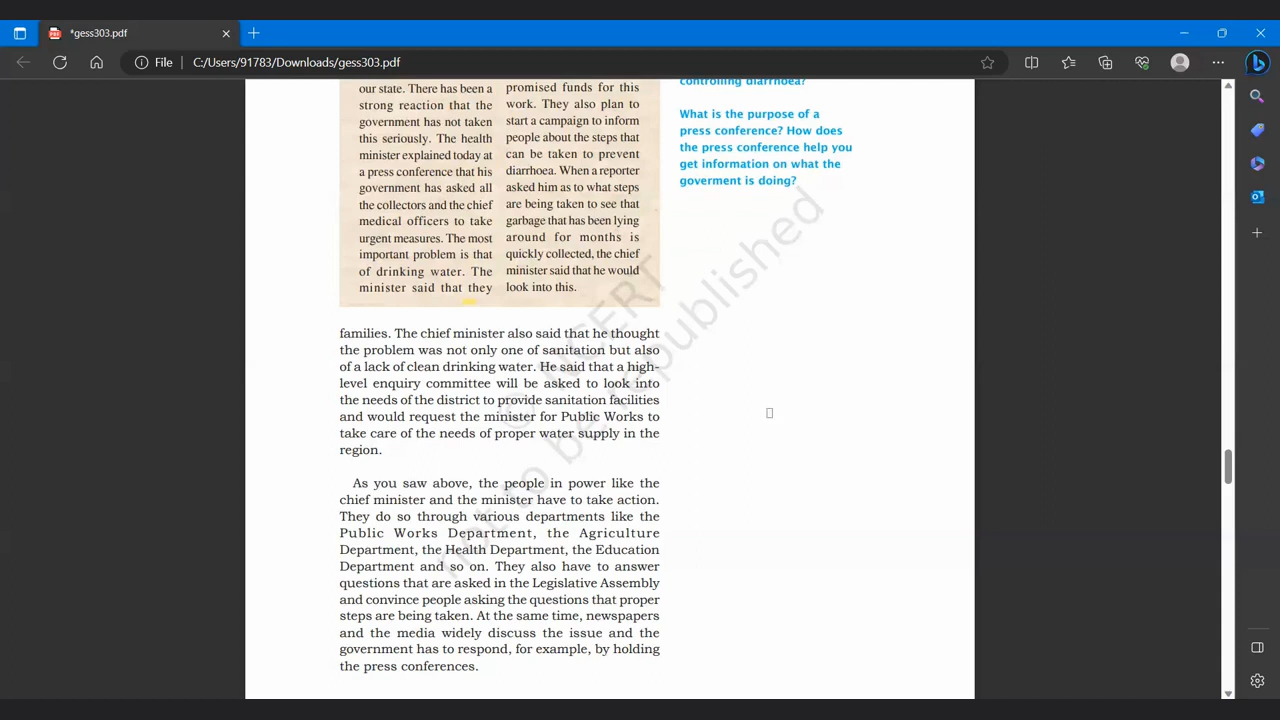 *gess303.pdf
File
C:/Users/91783/Downloads/gess303.pdf
our state. There has been a
strong reaction that the
government has not taken
this seriously. The health
minister explained today at
a press conference that his
government has asked all
the collectors and the chief
medical officers to take
urgent measures. The most
important problem is that
of drinking water. The
minister said that they
promised funds for this
work. They also plan to
start a campaign to inform
people about the steps that
can be taken to prevent
diarrhoea. When a reporter
asked him as to what steps
are being taken to see that
garbage that has been lying
around for months is
quickly collected, the chief
minister said that he would
look into this.
controlling diarrhoea?
What is the purpose of a
press conference? How does
the press conference help you
get information on what the
goverment is doing?
families. The chief minister also said that he thought
the problem was not only one of sanitation but also
of a lack of clean drinking water. He said that a high-
level enquiry committee will be asked to look into
the needs of the district to provide sanitation facilities
and would request the minister for Public Works to
take care of the needs of proper water supply in the
region.
As you saw above, the people in power like the
chief minister and the minister have to take action.
They do so through various departments like the
Public Works Department, the Agriculture
Department, the Health Department, the Education
Department and so on. They also have to answer
questions that are asked in the Legislative Assembly
and convince people asking the questions that proper
steps are being taken. At the same time, newspapers
and the media widely discuss the issue and the
government has to respond, for example, by holding
the press conferences.
© NCERT
not to be republished